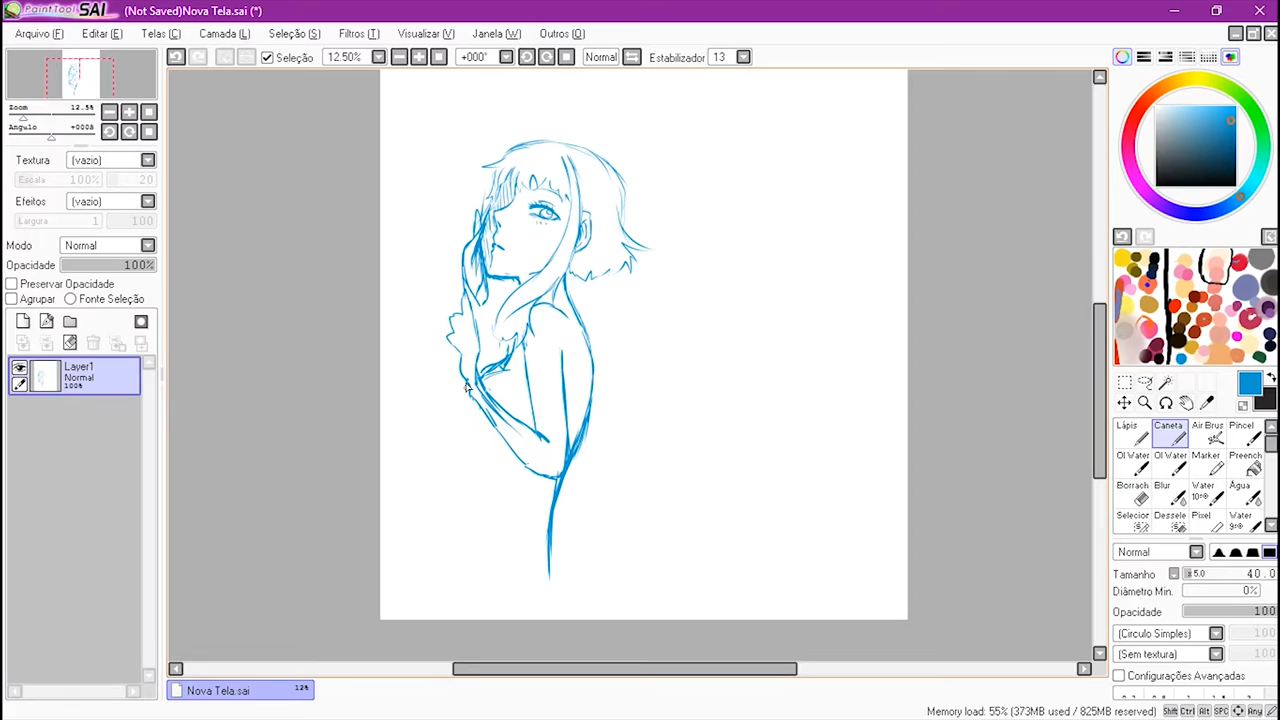 PaintTool SAI (Not Saved)Nova Tela.sai (*)
Arquivo (F) Editar (E) Telas (C) Camada (L) Seleção (S) Filtros (T) Visualizar (V) Janela (W) Outros (O)
Seleção 12.50% +000° Normal Estabilizador 13
Zoom 12.5%
Angulo +000â
Textura (vazio)
Escala 100% 20
Efeitos (vazio)
Largura 1 100
Modo Normal
Opacidade 100%
Preservar Opacidade
Agrupar Fonte Seleção
Layer1
Normal
100%
Lápis Caneta Air Brus Pincel
Ol Water Ol Water Marker Preench
Borrach Blur Water Água
Selecior Dessele Pixel Water
Normal
Tamanho x5.0 40.0
Diâmetro Min. 0%
Opacidade 100
(Circulo Simples) 100
(Sem textura) 100
Configurações Avançadas
Nova Tela.sai 12%
Memory load: 55% (373MB used / 825MB reserved) Shift Ctrl Alt SPC Any